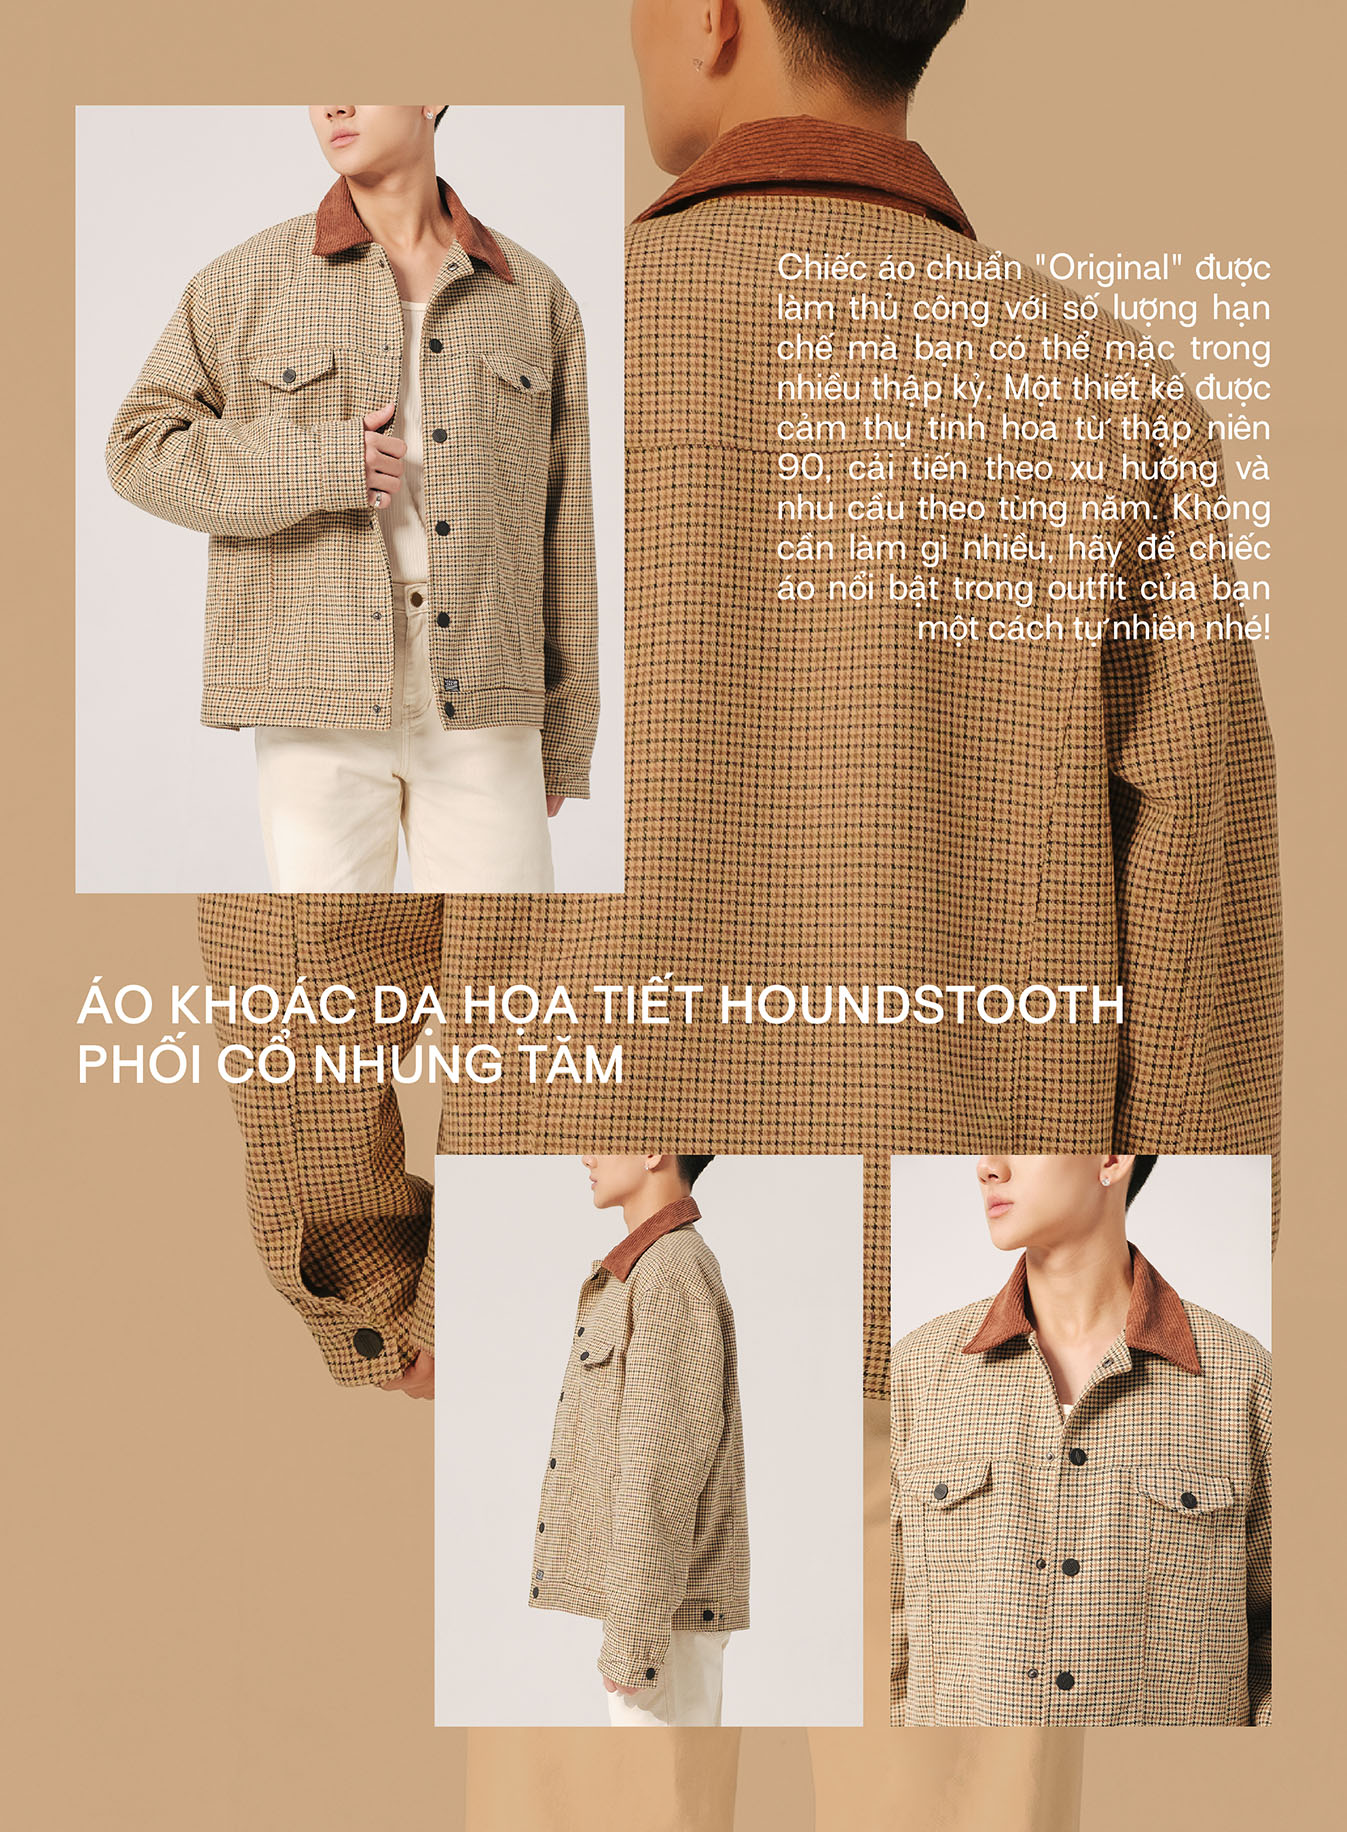 Chiếc áo chuẩn "Original" được
làm thủ công với số lượng hạn
chế mà bạn có thể mặc trong
nhiều thập kỷ. Một thiết kế được
cảm thụ tinh hoa từ thập niên
90, cải tiến theo xu hướng và
nhu cầu theo từng năm. Không
cần làm gì nhiều, hãy để chiếc
áo nổi bật trong outfit của bạn
một cách tự nhiên nhé!
ÁO KHOÁC DẠ HỌA TIẾT HOUNDSTOOTH
PHỐI CỔ NHUNG TĂM